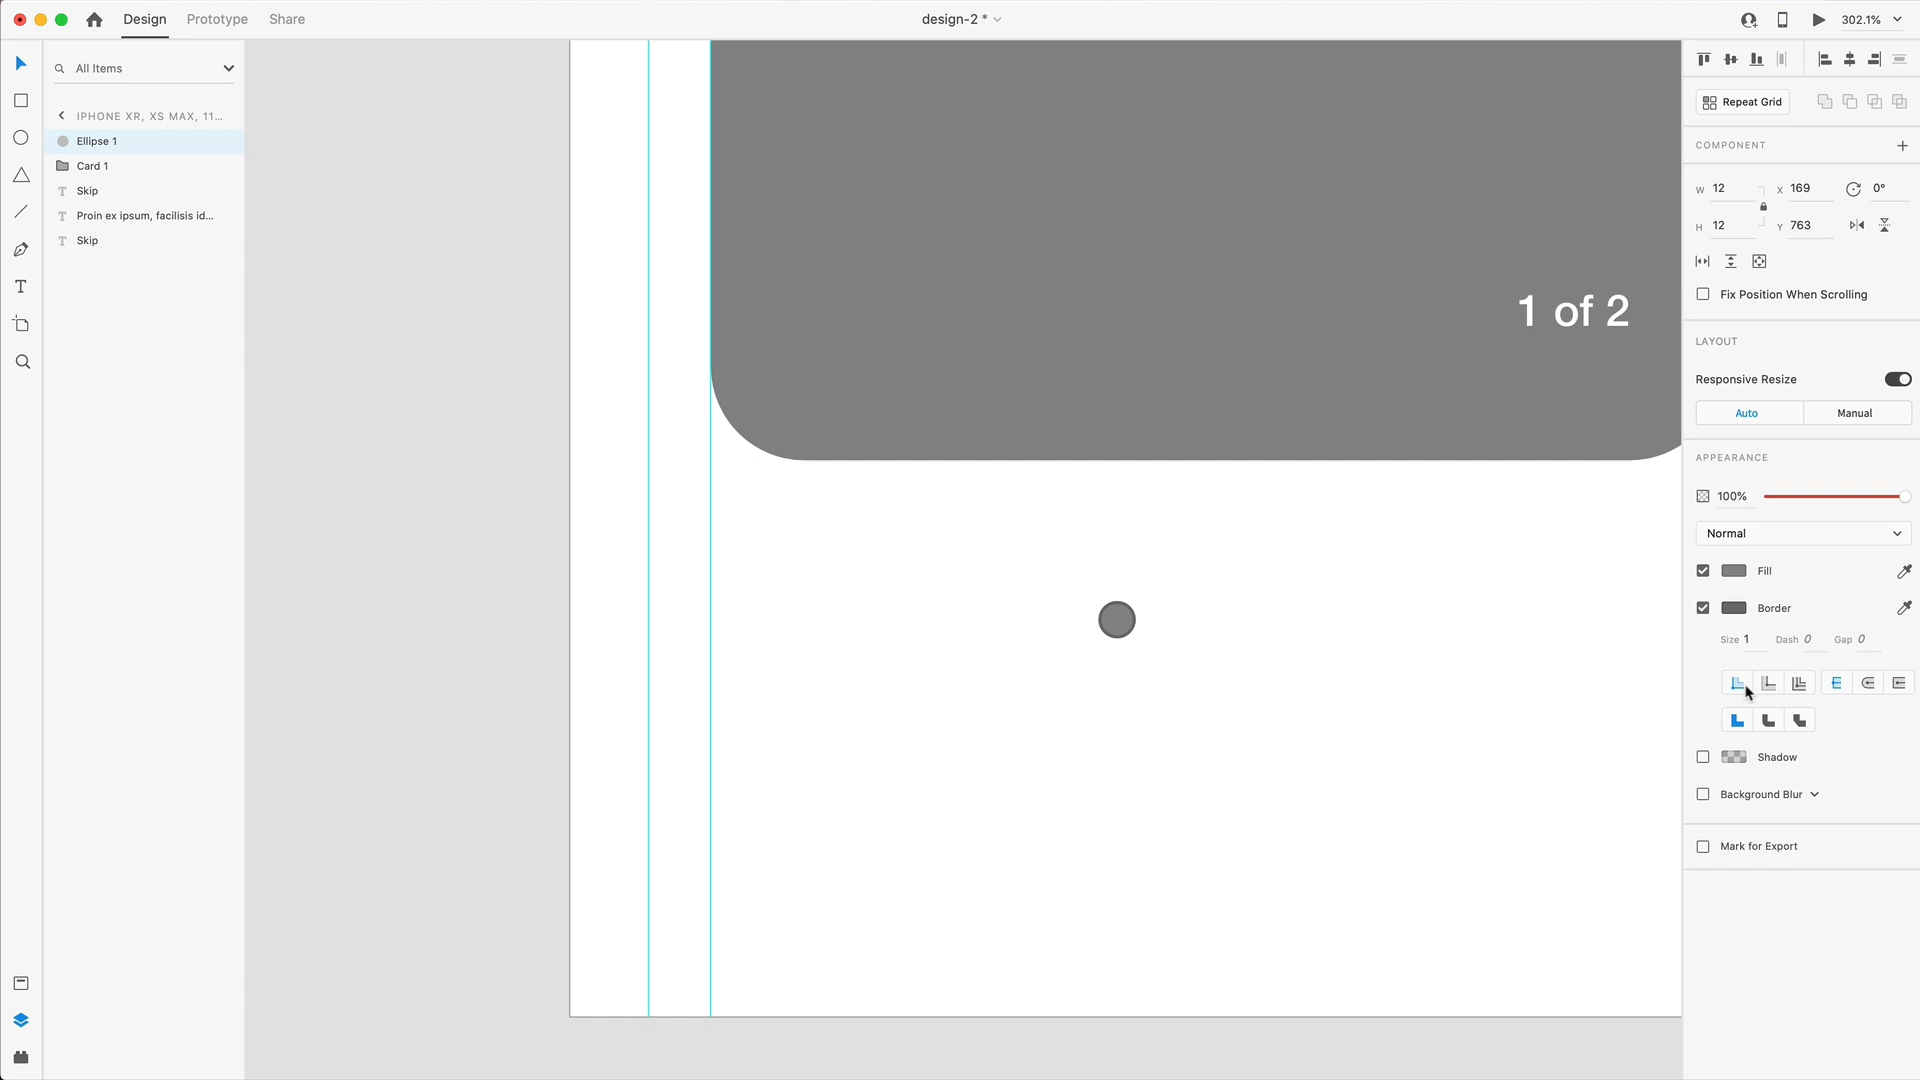 Design Prototype Share design-2 * 302.1%
All Items
Repeat Grid
IPHONE XR, XS MAX, 11...
Ellipse 1
Card 1
Skip
Proin ex ipsum, facilisis id...
Skip
1 of 2
COMPONENT
W 12 X 169 0°
H 12 Y 763
Fix Position When Scrolling
LAYOUT
Responsive Resize
Auto Manual
APPEARANCE
100%
Normal
Fill
Border
Size 1 Dash 0 Gap 0
Shadow
Background Blur
Mark for Export